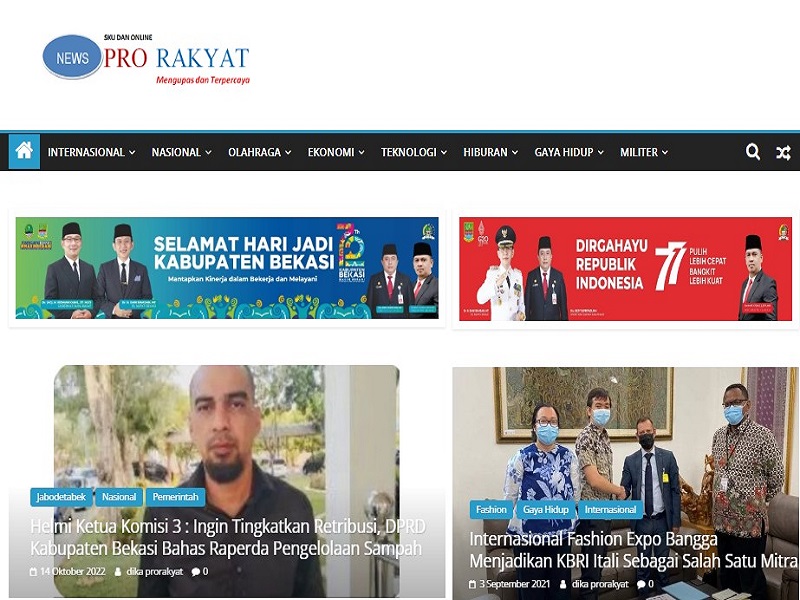 SKU DAN ONLINE
NEWS PRO RAKYAT
Mengupas dan Terpercaya
INTERNASIONAL NASIONAL OLAHRAGA EKONOMI TEKNOLOGI HIBURAN GAYA HIDUP MILITER
SELAMAT HARI JADI
KABUPATEN BEKASI
Mantapkan Kinerja dalam Bekerja dan Melayani
KABUPATEN
BEKASI
DIRGAHAYU
REPUBLIK
INDONESIA
77
PULIH
LEBIH CEPAT
BANGKIT
LEBIH KUAT
Jabodetabek Nasional Pemerintah
Helmi Ketua Komisi 3 : Ingin Tingkatkan Retribusi, DPRD
Kabupaten Bekasi Bahas Raperda Pengelolaan Sampah
14 Oktober 2022 dika prorakyat 0
Fashion Gaya Hidup Internasional
Internasional Fashion Expo Bangga
Menjadikan KBRI Itali Sebagai Salah Satu Mitra
3 September 2021 dika prorakyat 0